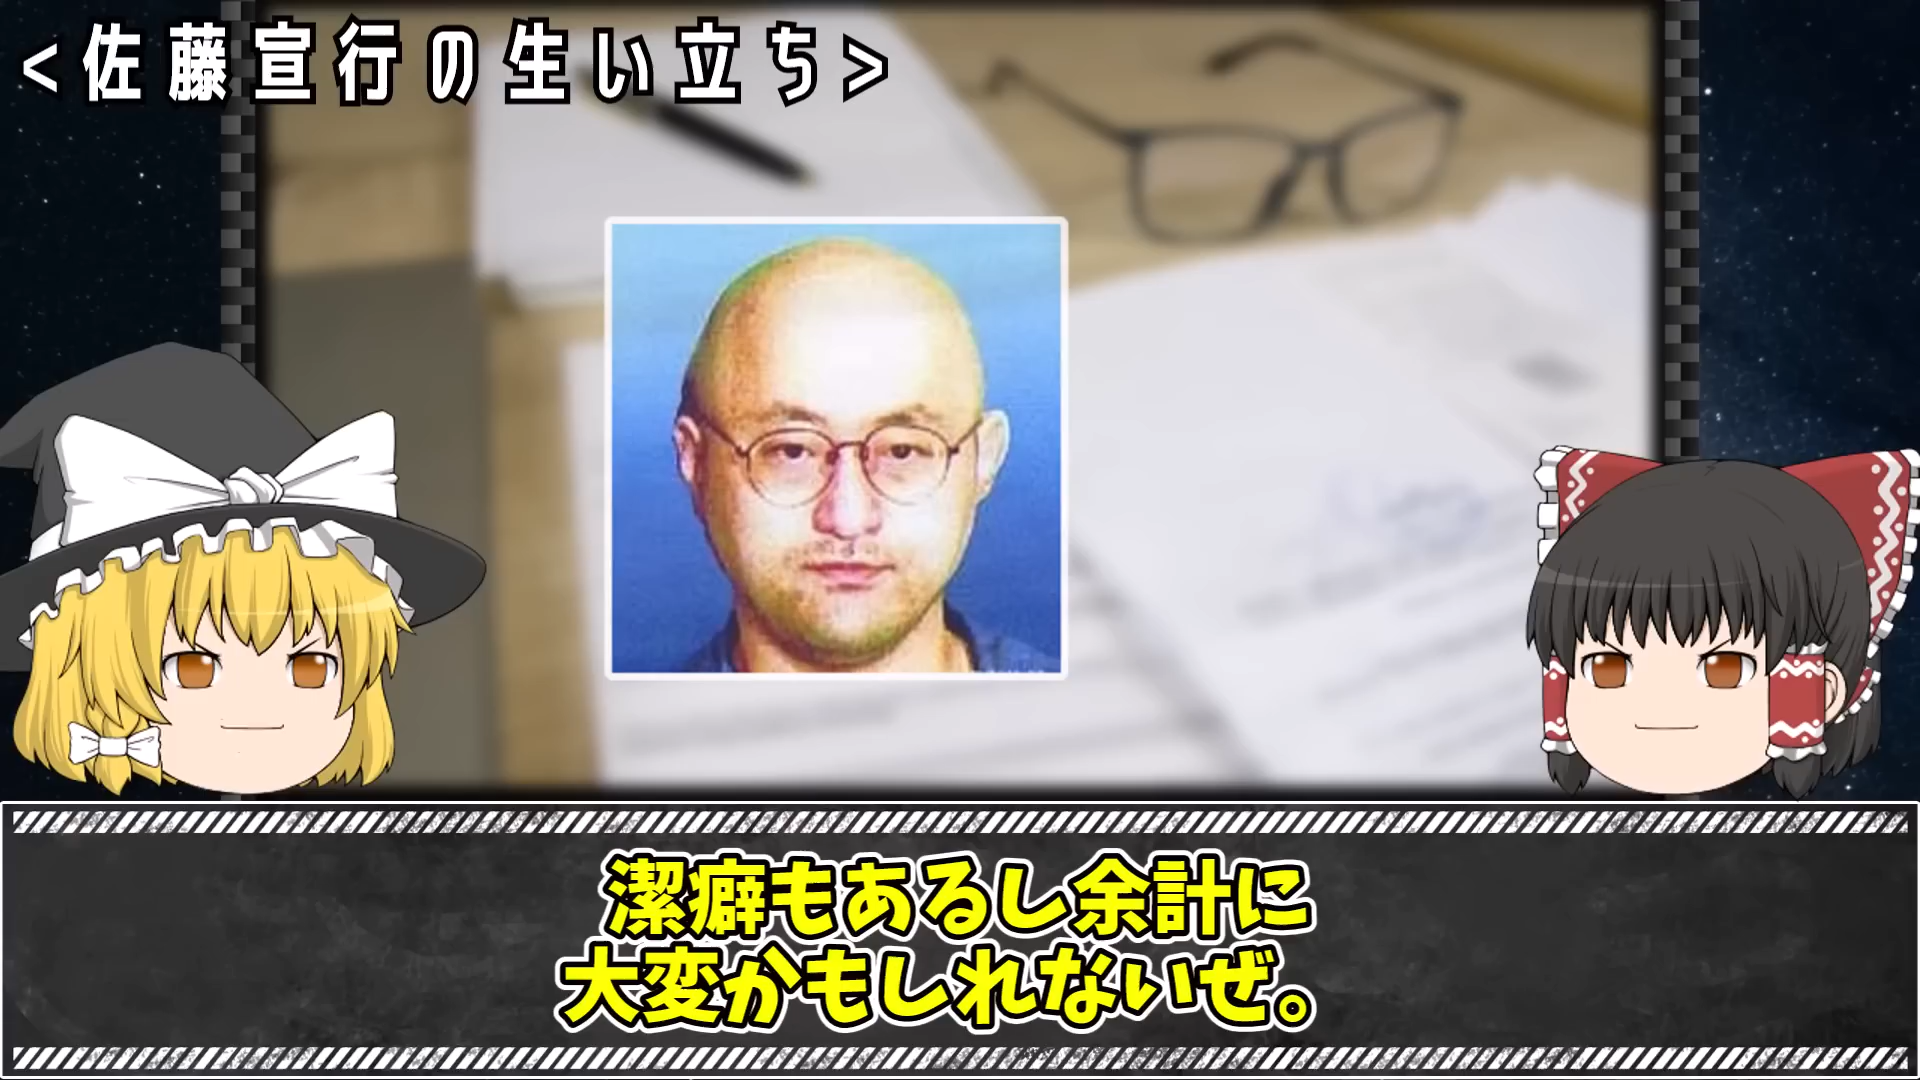 <佐藤宣行の生い立ち>
潔癖もあるし余計に
大変かもしれないぜ。